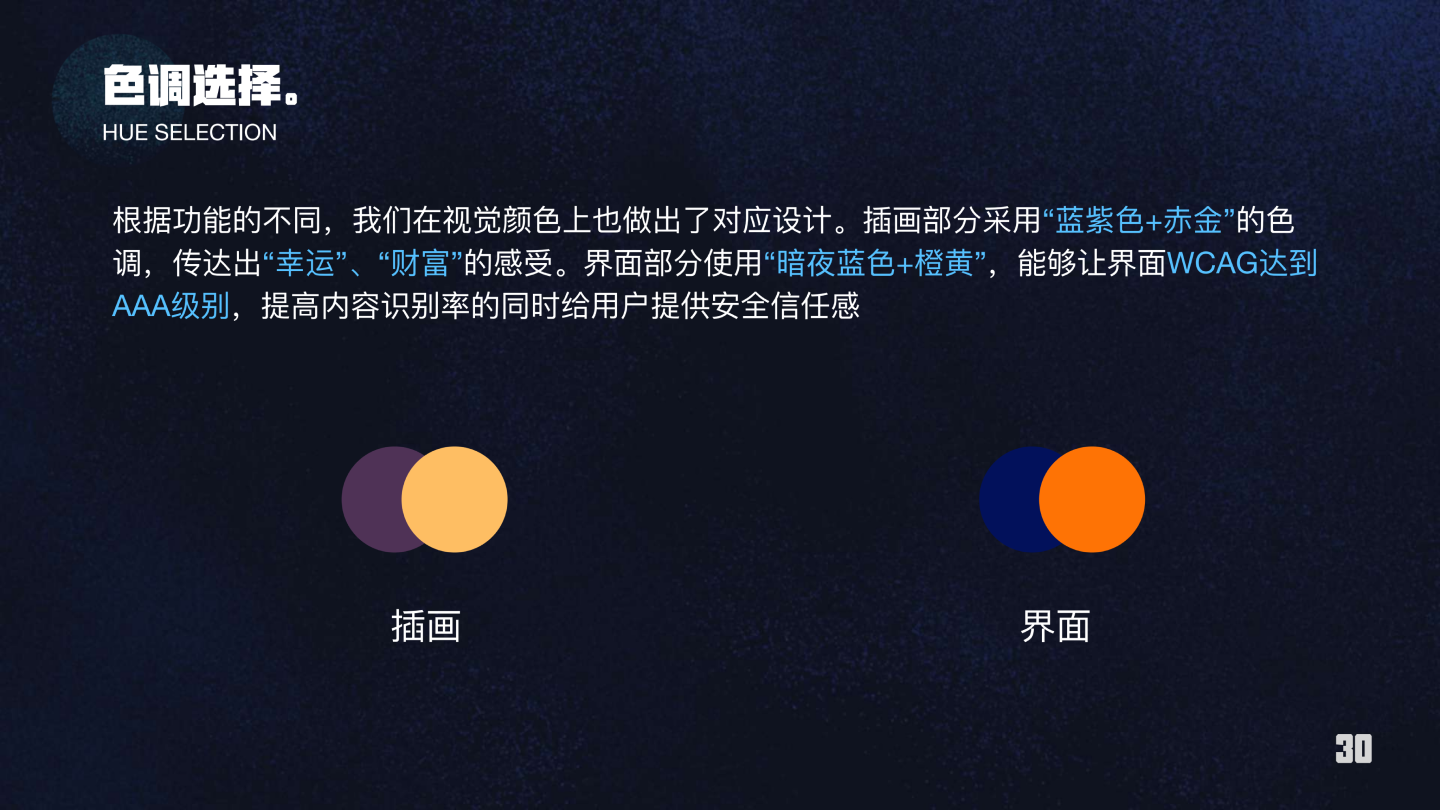 色调选择。
HUE SELECTION
根据功能的不同，我们在视觉颜色上也做出了对应设计。插画部分采用“蓝紫色+赤金”的色
调，传达出“幸运”、“财富”的感受。界面部分使用“暗夜蓝色+橙黄”，能够让界面WCAG达到
AAA级别，提高内容识别率的同时给用户提供安全信任感
插画
界面
30